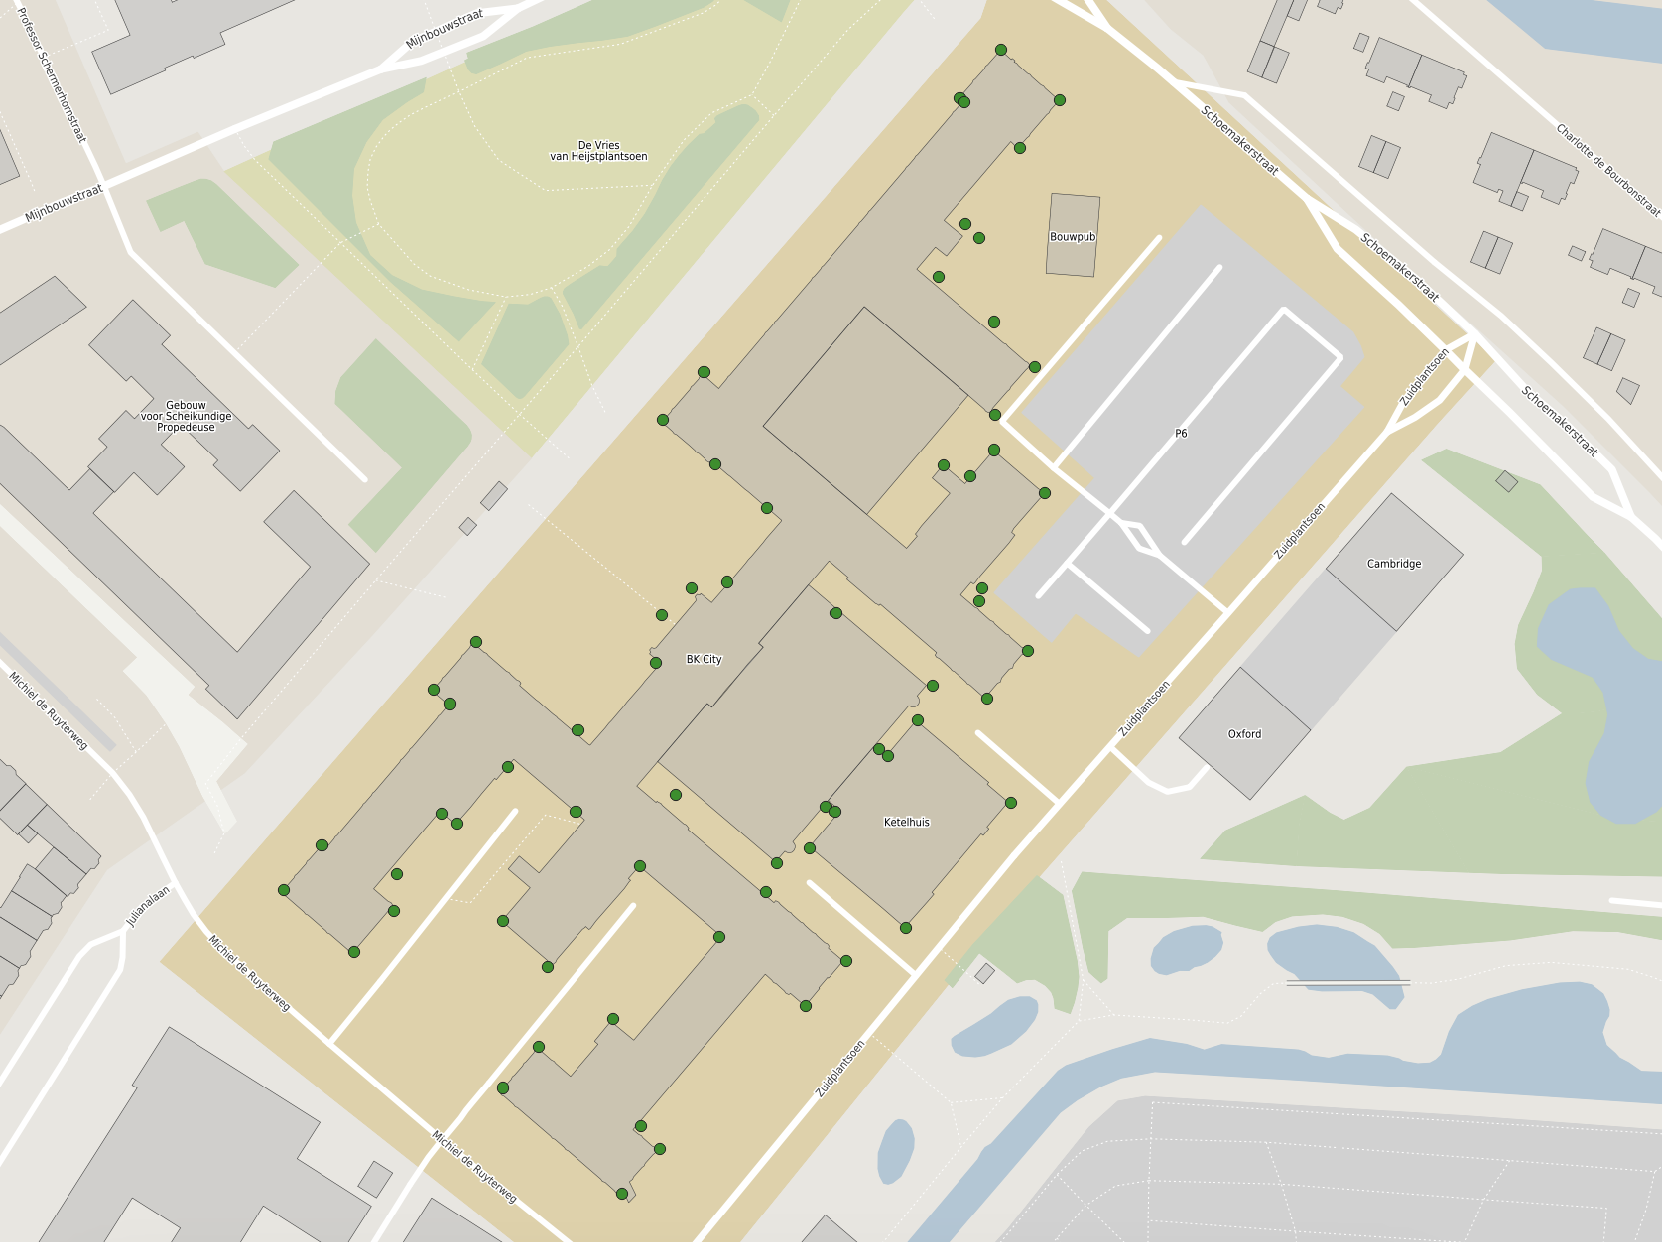 Professor Schermerhornstraat
Mijnbouwstraat
Mijnbouwstraat
De Vries
van Heijstplantsoen
Schoemakerstraat
Charlotte de Bourbonstraat
Bouwpub
Schoemakerstraat
Zuidplantsoen
Schoemakerstraat
Gebouw
voor Scheikundige
Propedeuse
P6
Zuidplantsoen
Cambridge
BK City
Michiel de Ruyterweg
Zuidplantsoen
Oxford
Ketelhuis
Julianalaan
Michiel de Ruyterweg
Zuidplantsoen
Michiel de Ruyterweg